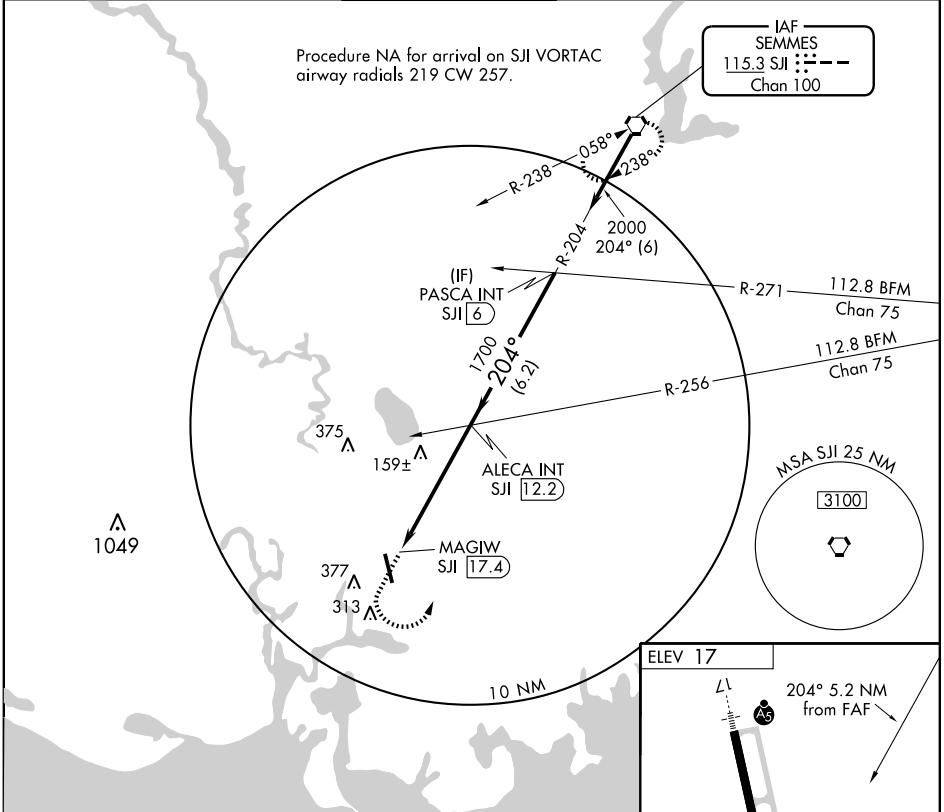 Procedure NA for arrival on SJI VORTAC
airway radials 219 CW 257.
IAF
SEMMES
115.3 SJI
Chan 100
R-238
058°
238°
2000
204° (6)
R-204
(IF)
PASCA INT
SJI 6
R-271
112.8 BFM
Chan 75
112.8 BFM
Chan 75
R-256
1700
204°
(6.2)
375
159±
ALECA INT
SJI 12.2
MSA SJI 25 NM
3100
1049
MAGIW
SJI 17.4
377
313
10 NM
ELEV 17
17
A5
204° 5.2 NM
from FAF